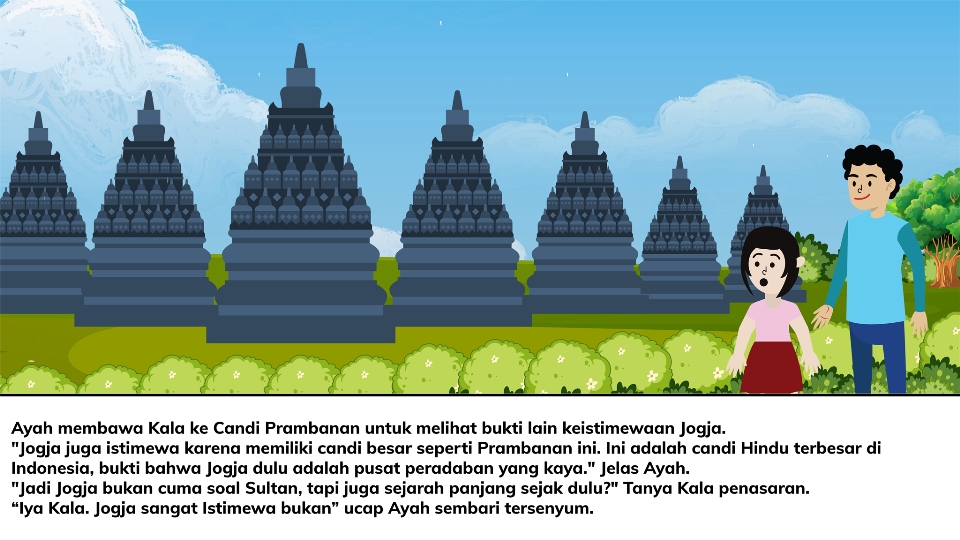 Ayah membawa Kala ke Candi Prambanan untuk melihat bukti lain keistimewaan Jogja.
"Jogja juga istimewa karena memiliki candi besar seperti Prambanan ini. Ini adalah candi Hindu terbesar di
Indonesia, bukti bahwa Jogja dulu adalah pusat peradaban yang kaya." Jelas Ayah.
"Jadi Jogja bukan cuma soal Sultan, tapi juga sejarah panjang sejak dulu?" Tanya Kala penasaran.
“Iya Kala. Jogja sangat Istimewa bukan” ucap Ayah sembari tersenyum.